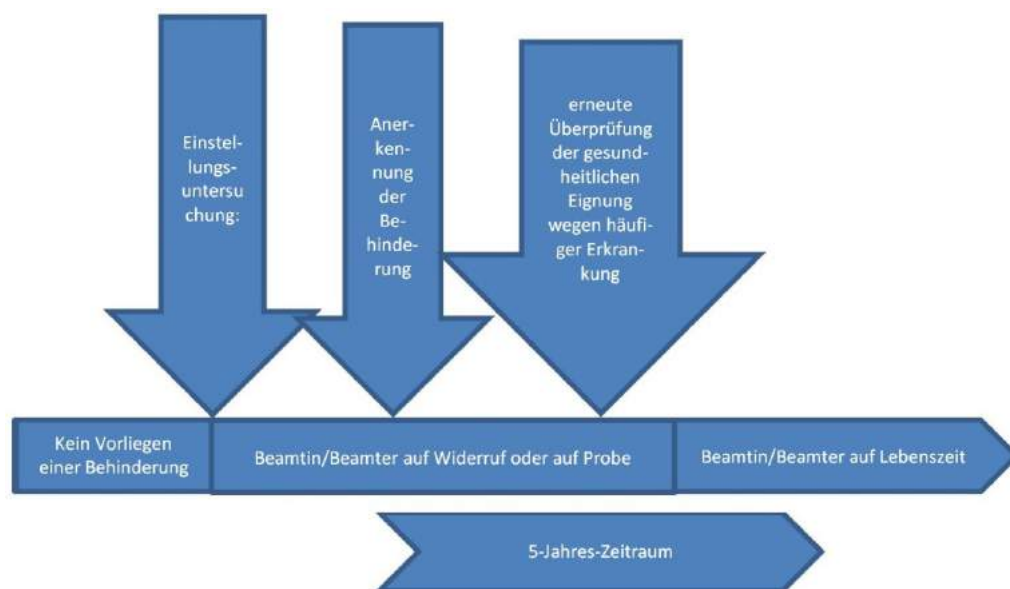 Einstel-
lungs-
untersu
chung:
Aner-
ken-
nung
der
Be-
hinde-
rung
erneute
Überprüfung
der gesund-
heitlichen
Eignung
wegen häufi-
ger Erkran-
kung
Kein Vorliegen
einer Behinderung
Beamtin/Beamter auf Widerruf oder auf Probe
Beamtin/Beamter auf Lebenszeit
5-Jahres-Zeitraum